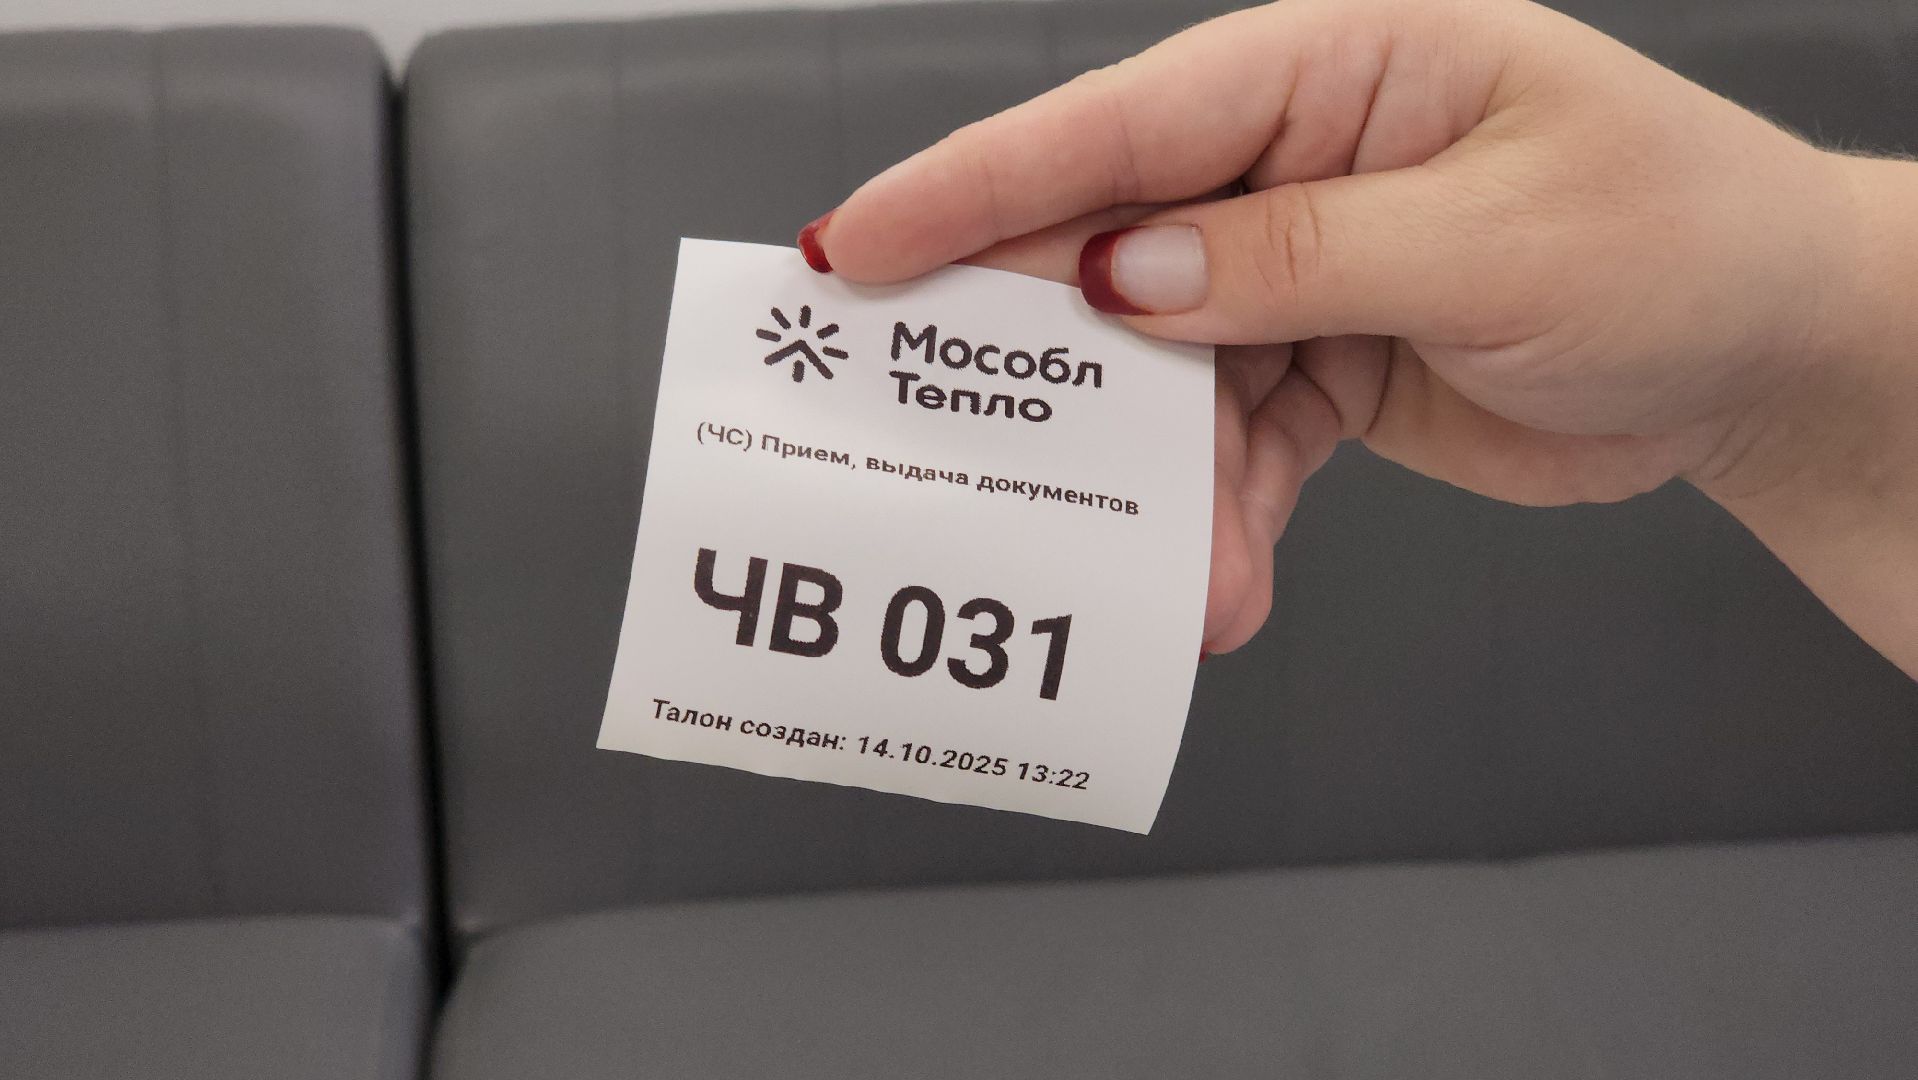 Мособл
Тепло
(ЧС) Прием, выдача документов
ЧВ 031
Талон создан: 14.10.2025 13:22